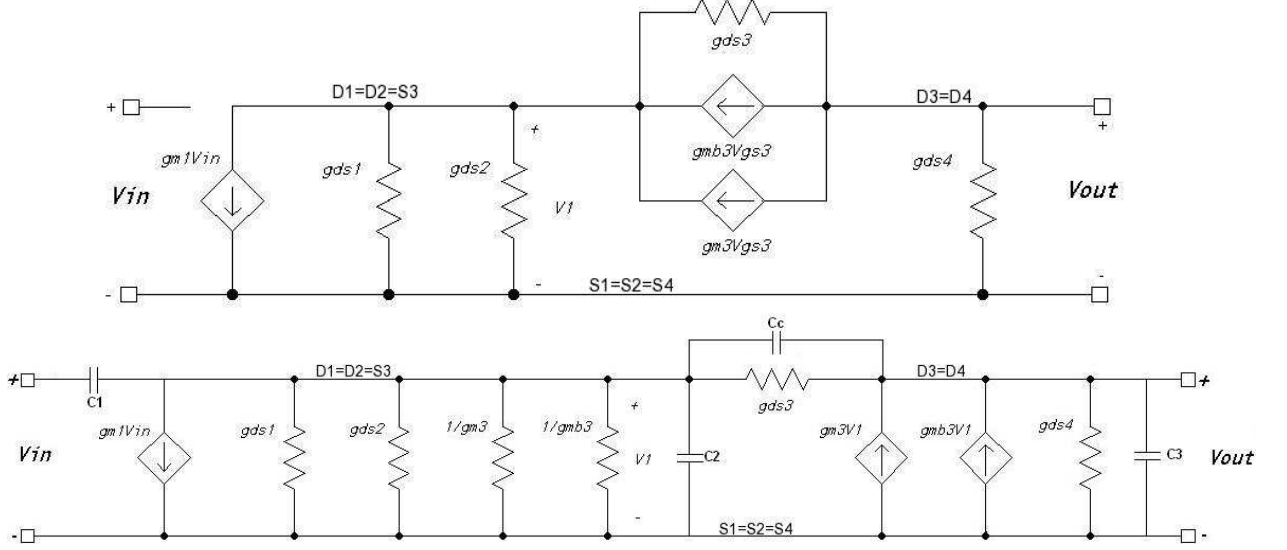 gds3
D1=D2=S3
D3=D4
+
+
+
gm1Vin
gds1
gds2
gmb3Vgs3
gds4
Vin
V1
Vout
gm3Vgs3
-
-
-
S1=S2=S4
Cc
+
C1
D1=D2=S3
gds3
D3=D4
+
gm1Vin
gds1
gds2
1/gm3
1/gmb3
+
gm3V1
gmb3V1
gds4
Vin
V1
C2
C3
Vout
-
-
S1=S2=S4
-